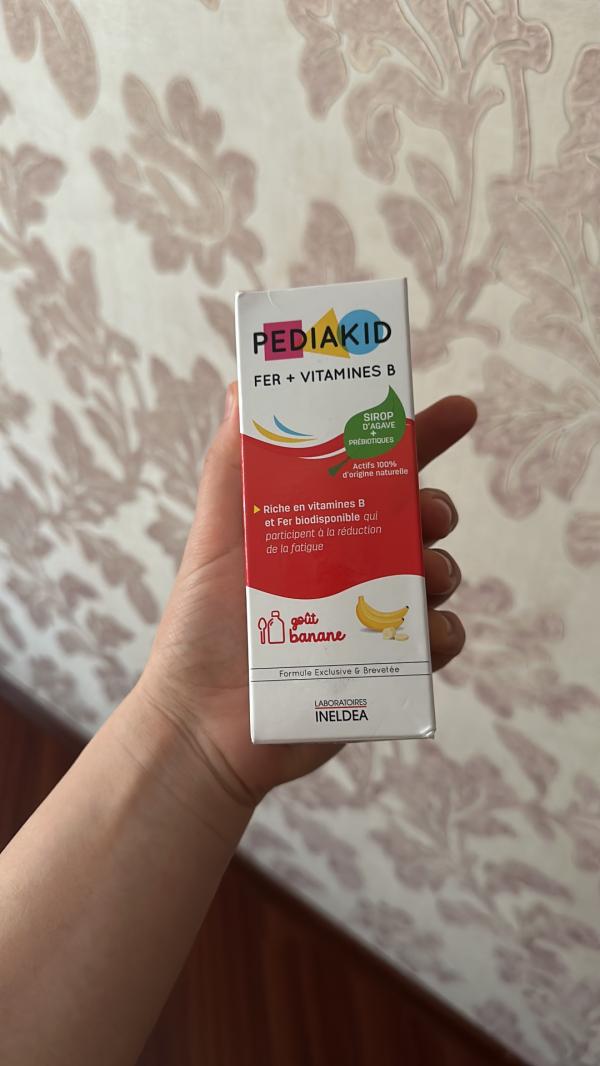 PEDIAKID
FER + VITAMINES B
SIROP
D'AGAVE
+
PRÉBIOTIQUES
Actifs 100%
d'origine naturelle
Riche en vitamines B
et Fer biodisponible qui
participent à la réduction
de la fatigue
goût
banane
Formule Exclusive & Brevetée
LABORATOIRES
INELDEA